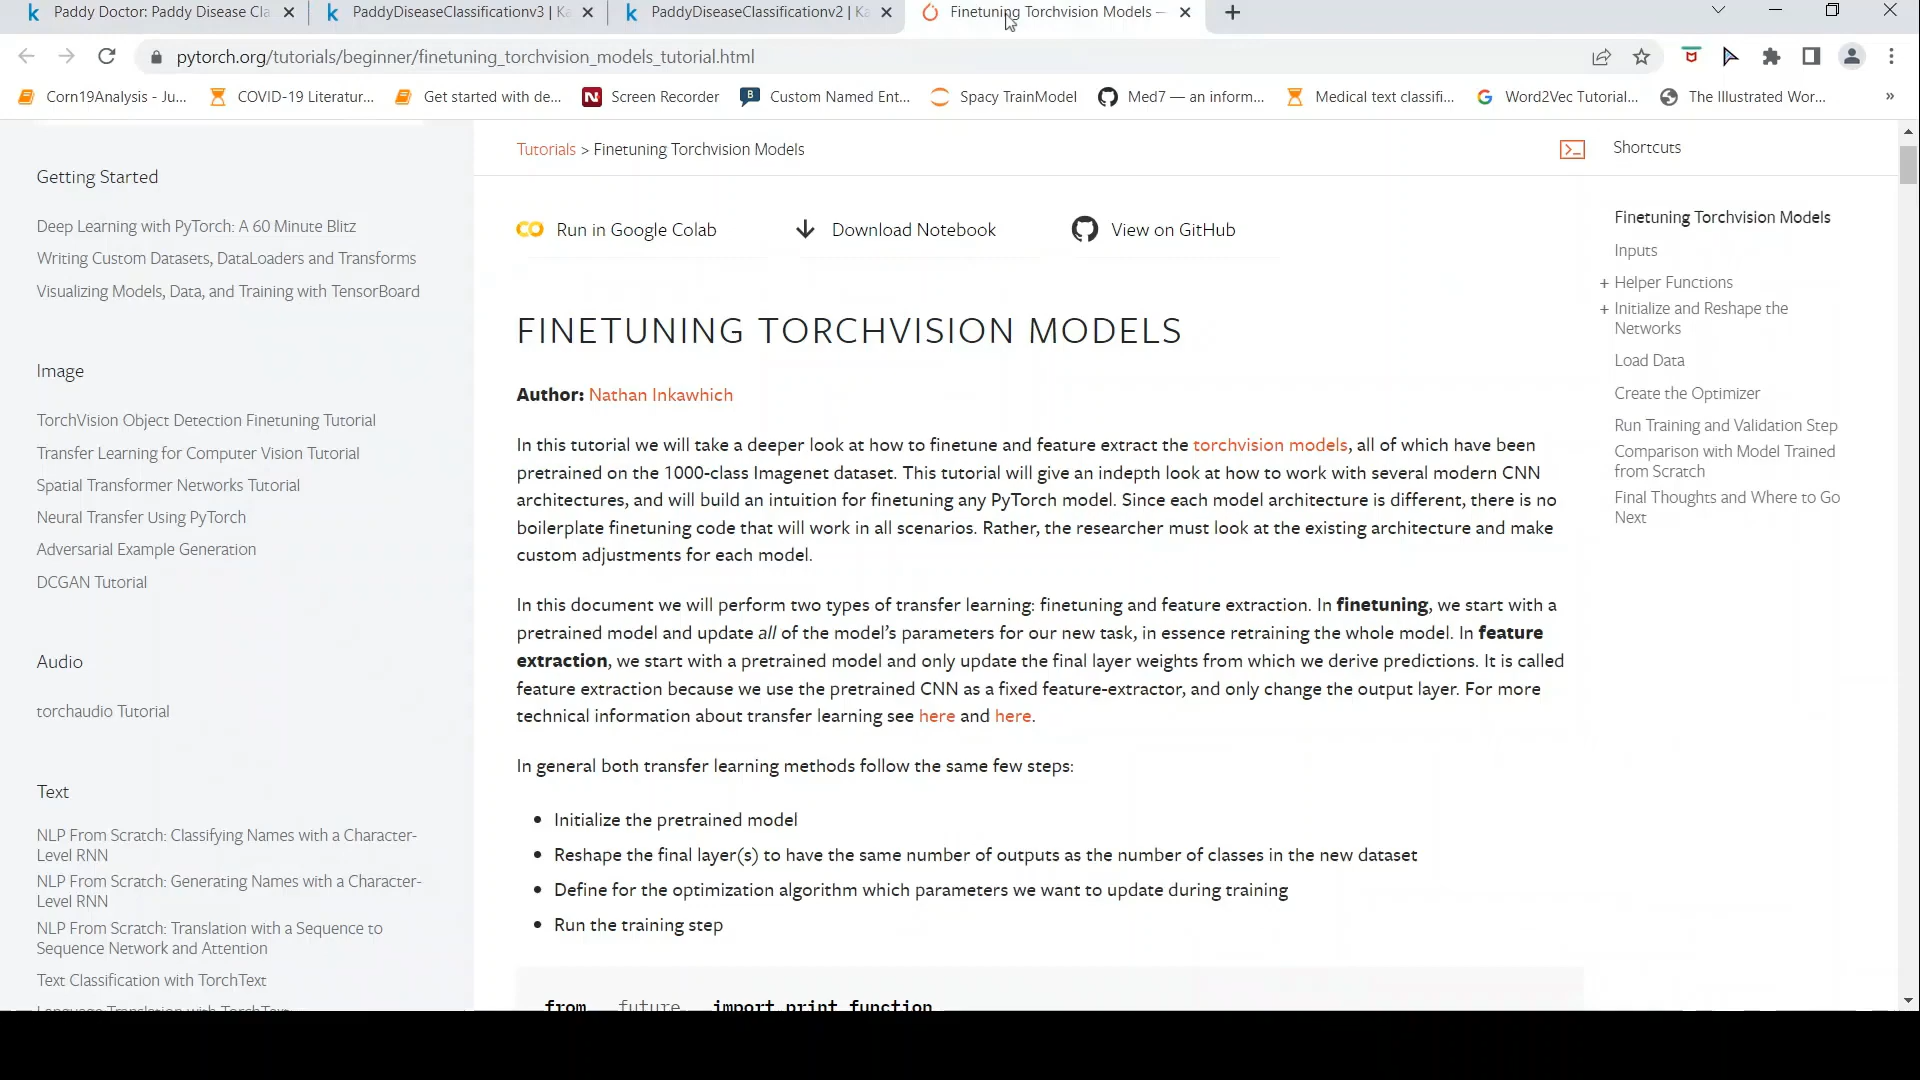 Paddy Doctor: Paddy Disease Cla
PaddyDiseaseClassificationv3 | Ka
PaddyDiseaseClassificationv2 | Ka
Finetuning Torchvision Models —
pytorch.org/tutorials/beginner/finetuning_torchvision_models_tutorial.html
Corn19Analysis - Ju...
COVID-19 Literatur...
Get started with de...
Screen Recorder
Custom Named Ent...
Spacy TrainModel
Med7 — an inform...
Medical text classifi...
Word2Vec Tutorial...
The Illustrated Wor...
»
Getting Started
Deep Learning with PyTorch: A 60 Minute Blitz
Writing Custom Datasets, DataLoaders and Transforms
Visualizing Models, Data, and Training with TensorBoard
Image
TorchVision Object Detection Finetuning Tutorial
Transfer Learning for Computer Vision Tutorial
Spatial Transformer Networks Tutorial
Neural Transfer Using PyTorch
Adversarial Example Generation
DCGAN Tutorial
Audio
torchaudio Tutorial
Text
NLP From Scratch: Classifying Names with a Character-
Level RNN
NLP From Scratch: Generating Names with a Character-
Level RNN
NLP From Scratch: Translation with a Sequence to
Sequence Network and Attention
Text Classification with TorchText
Language Translation with TorchText
Tutorials > Finetuning Torchvision Models
Run in Google Colab
Download Notebook
View on GitHub
FINETUNING TORCHVISION MODELS
Author: Nathan Inkawhich
In this tutorial we will take a deeper look at how to finetune and feature extract the torchvision models, all of which have been
pretrained on the 1000-class Imagenet dataset. This tutorial will give an indepth look at how to work with several modern CNN
architectures, and will build an intuition for finetuning any PyTorch model. Since each model architecture is different, there is no
boilerplate finetuning code that will work in all scenarios. Rather, the researcher must look at the existing architecture and make
custom adjustments for each model.
In this document we will perform two types of transfer learning: finetuning and feature extraction. In finetuning, we start with a
pretrained model and update all of the model's parameters for our new task, in essence retraining the whole model. In feature
extraction, we start with a pretrained model and only update the final layer weights from which we derive predictions. It is called
feature extraction because we use the pretrained CNN as a fixed feature-extractor, and only change the output layer. For more
technical information about transfer learning see here and here.
In general both transfer learning methods follow the same few steps:
• Initialize the pretrained model
• Reshape the final layer(s) to have the same number of outputs as the number of classes in the new dataset
• Define for the optimization algorithm which parameters we want to update during training
• Run the training step
from __future__ import print_function
Shortcuts
Finetuning Torchvision Models
Inputs
+ Helper Functions
+ Initialize and Reshape the
Networks
Load Data
Create the Optimizer
Run Training and Validation Step
Comparison with Model Trained
from Scratch
Final Thoughts and Where to Go
Next